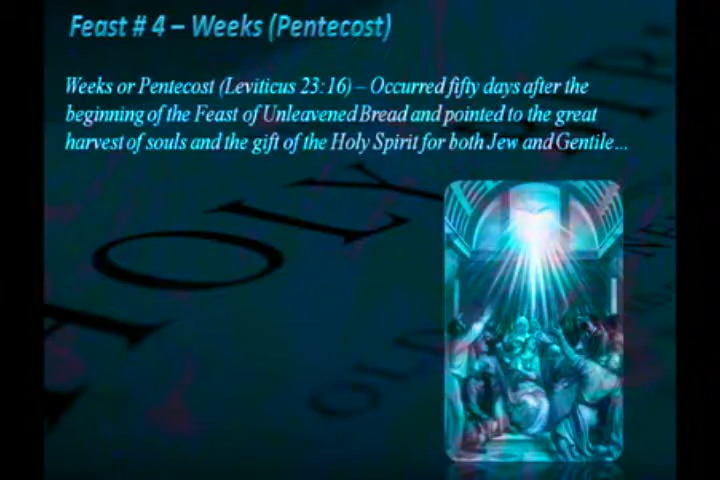 Feast # 4 – Weeks (Pentecost)
Weeks or Pentecost (Leviticus 23:16) – Occurred fifty days after the
beginning of the Feast of Unleavened Bread and pointed to the great
harvest of souls and the gift of the Holy Spirit for both Jew and Gentile...
HOLY
OLD
NE